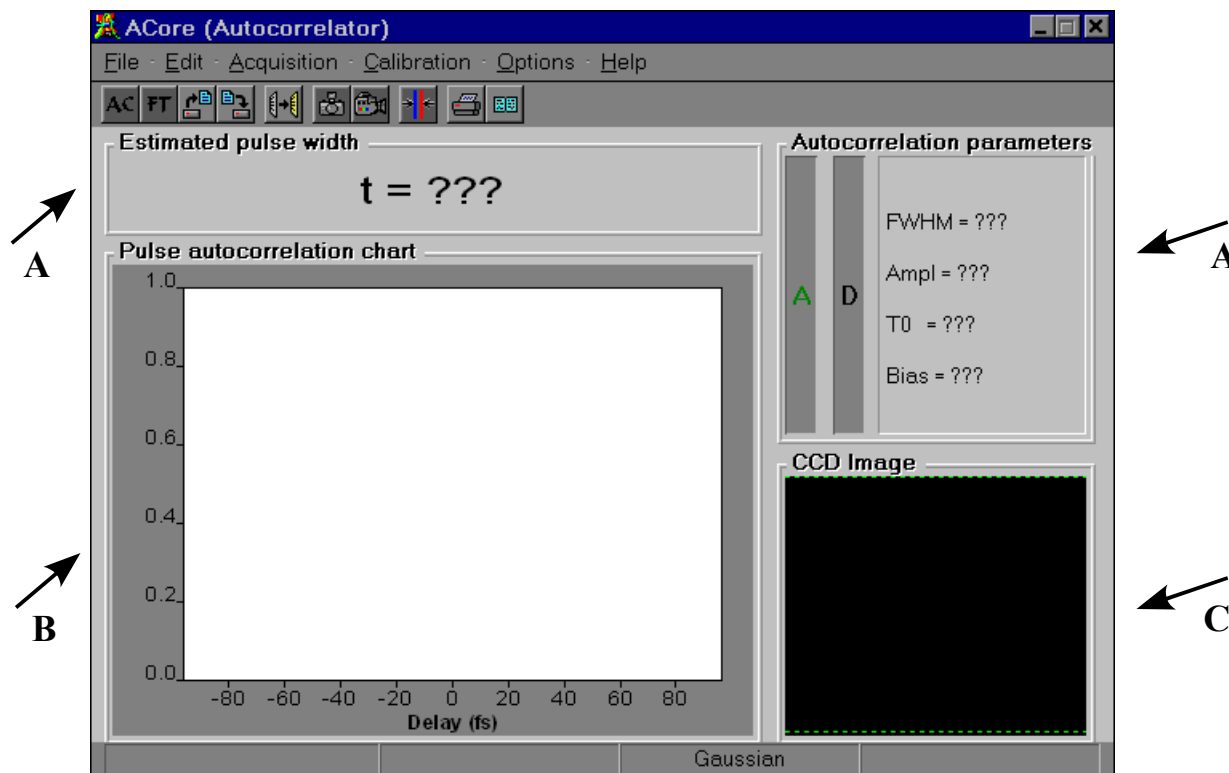 ACore (Autocorrelator)
File - Edit - Acquisition - Calibration - Options - Help
AC FT
Estimated pulse width
t = ???
Autocorrelation parameters
A D
FWHM = ???
Ampl = ???
T0 = ???
Bias = ???
A
A
Pulse autocorrelation chart
1.0
0.8
0.6
0.4
0.2
0.0
-80 -60 -40 -20 0 20 40 60 80
Delay (fs)
CCD Image
B
C
Gaussian